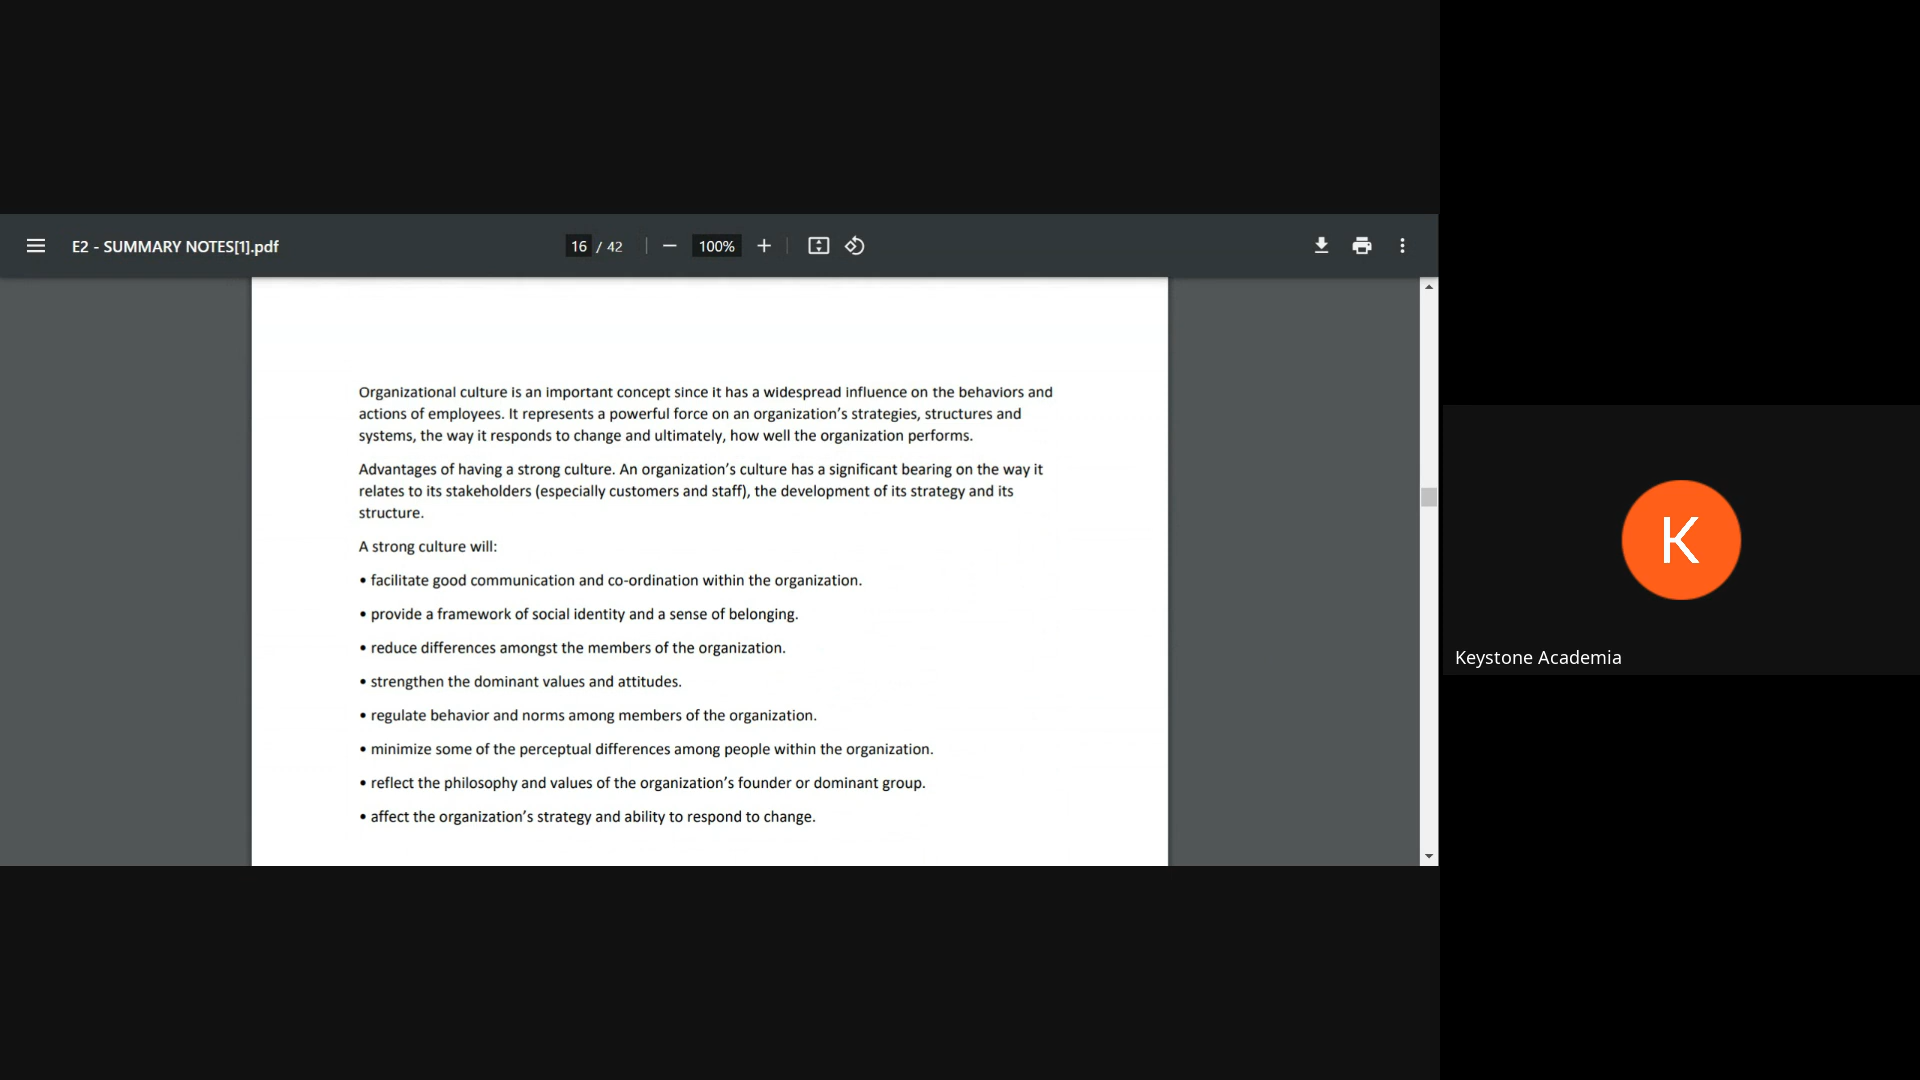 E2 - SUMMARY NOTES[1].pdf
16 / 42
100%
Organizational culture is an important concept since it has a widespread influence on the behaviors and
actions of employees. It represents a powerful force on an organization’s strategies, structures and
systems, the way it responds to change and ultimately, how well the organization performs.
Advantages of having a strong culture. An organization’s culture has a significant bearing on the way it
relates to its stakeholders (especially customers and staff), the development of its strategy and its
structure.
A strong culture will:
• facilitate good communication and co-ordination within the organization.
• provide a framework of social identity and a sense of belonging.
• reduce differences amongst the members of the organization.
• strengthen the dominant values and attitudes.
• regulate behavior and norms among members of the organization.
• minimize some of the perceptual differences among people within the organization.
• reflect the philosophy and values of the organization’s founder or dominant group.
• affect the organization’s strategy and ability to respond to change.
K
Keystone Academia